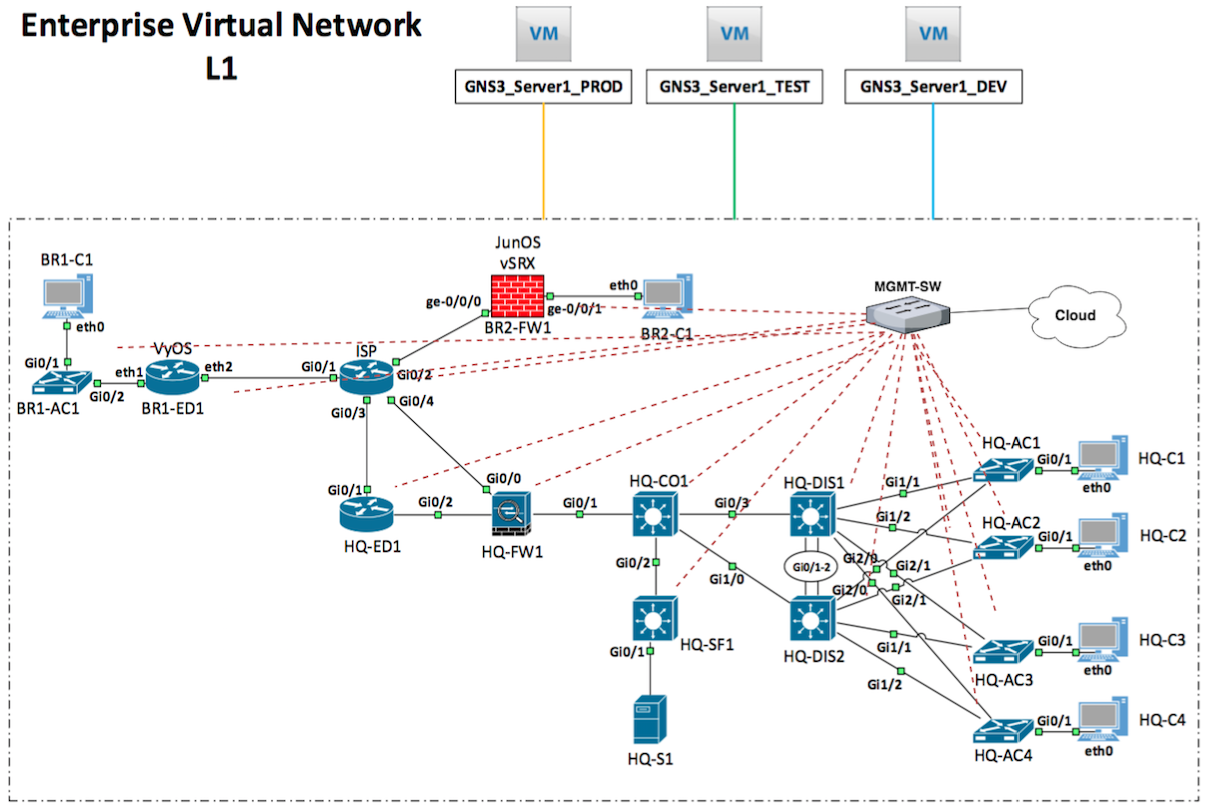 Enterprise Virtual Network
L1
VM
VM
VM
GNS3_Server1_PROD
GNS3_Server1_TEST
GNS3_Server1_DEV
JunOS
vSRX
BR1-C1
eth0
ge-0/0/0
eth0
ge-0/0/1
MGMT-SW
Cloud
BR2-FW1
BR2-C1
eth0
VyOS
ISP
Gi0/1
eth1
eth2
Gi0/1
Gi0/2
Gi0/2
BR1-AC1
BR1-ED1
Gi0/3
Gi0/4
HQ-AC1
Gi0/1
HQ-C1
eth0
Gi0/1
Gi0/0
HQ-CO1
HQ-DIS1
Gi1/1
Gi0/2
Gi0/1
Gi0/3
Gi1/2
HQ-AC2
Gi0/1
HQ-C2
eth0
HQ-ED1
HQ-FW1
Gi0/2
Gi1/0
Gi0/1-2
Gi2/0
Gi2/1
Gi2/0
Gi2/1
HQ-SF1
Gi0/1
HQ-DIS2
Gi1/1
Gi1/2
Gi0/1
HQ-C3
eth0
HQ-AC3
Gi0/1
HQ-C4
eth0
HQ-AC4
HQ-S1